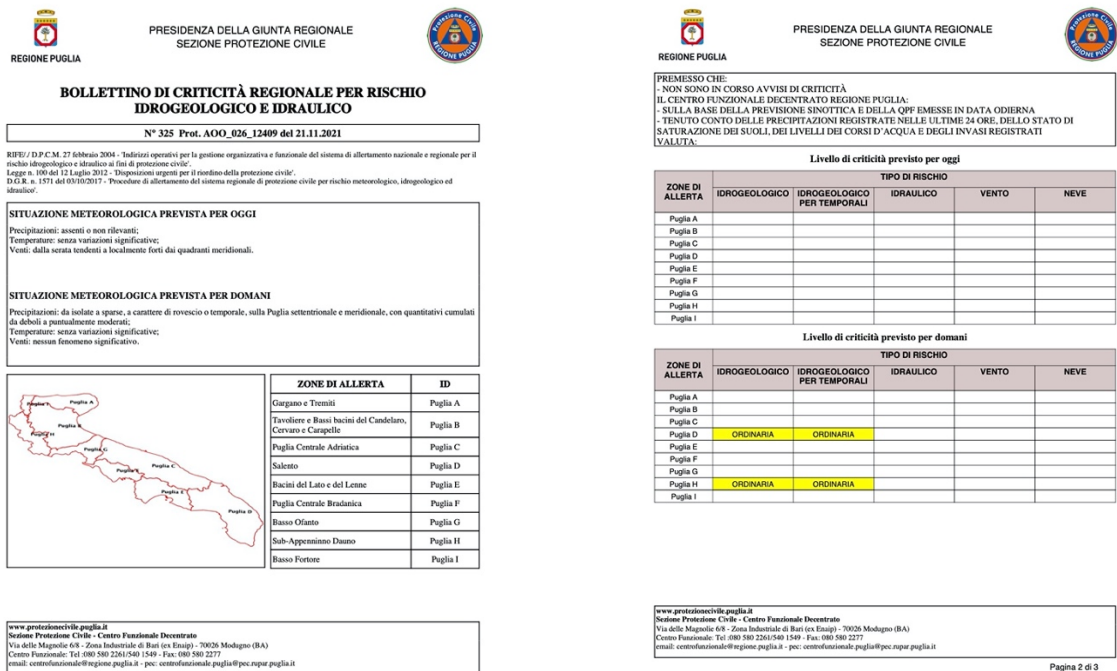 PRESIDENZA DELLA GIUNTA REGIONALE
SEZIONE PROTEZIONE CIVILE
REGIONE PUGLIA
Protezione Civile
REGIONE PUGLIA
BOLLETTINO DI CRITICITÀ REGIONALE PER RISCHIO
IDROGEOLOGICO E IDRAULICO
N° 325 Prot. AOO_026_12409 del 21.11.2021
RIFE/./ D.P.C.M. 27 febbraio 2004 - 'Indirizzi operativi per la gestione organizzativa e funzionale del sistema di allertamento nazionale e regionale per il
rischio idrogeologico e idraulico ai fini di protezione civile'.
Legge n. 100 del 12 Luglio 2012 - 'Disposizioni urgenti per il riordino della protezione civile'.
D.G.R. n. 1571 del 03/10/2017 - 'Procedure di allertamento del sistema regionale di protezione civile per rischio meteorologico, idrogeologico ed
idraulico'.
SITUAZIONE METEOROLOGICA PREVISTA PER OGGI
Precipitazioni: assenti o non rilevanti;
Temperature: senza variazioni significative;
Venti: dalla serata tendenti a localmente forti dai quadranti meridionali.
SITUAZIONE METEOROLOGICA PREVISTA PER DOMANI
Precipitazioni: da isolate a sparse, a carattere di rovescio o temporale, sulla Puglia settentrionale e meridionale, con quantitativi cumulati
da deboli a puntualmente moderati;
Temperature: senza variazioni significative;
Venti: nessun fenomeno significativo.
Puglia I
Puglia A
Puglia B
Puglia H
Puglia G
Puglia C
Puglia F
Puglia E
Puglia D
ZONE DI ALLERTA ID
Gargano e Tremiti Puglia A
Tavoliere e Bassi bacini del Candelaro,
Cervaro e Carapelle Puglia B
Puglia Centrale Adriatica Puglia C
Salento Puglia D
Bacini del Lato e del Lenne Puglia E
Puglia Centrale Bradanica Puglia F
Basso Ofanto Puglia G
Sub-Appenninno Dauno Puglia H
Basso Fortore Puglia I
www.protezionecivile.puglia.it
Sezione Protezione Civile - Centro Funzionale Decentrato
Via delle Magnolie 6/8 - Zona Industriale di Bari (ex Enaip) - 70026 Modugno (BA)
Centro Funzionale: Tel :080 580 2261/540 1549 - Fax: 080 580 2277
email: centrofunzionale@regione.puglia.it - pec: centrofunzionale.puglia@pec.rupar.puglia.it
PRESIDENZA DELLA GIUNTA REGIONALE
SEZIONE PROTEZIONE CIVILE
REGIONE PUGLIA
Protezione Civile
REGIONE PUGLIA
PREMESSO CHE:
- NON SONO IN CORSO AVVISI DI CRITICITÀ
IL CENTRO FUNZIONALE DECENTRATO REGIONE PUGLIA:
- SULLA BASE DELLA PREVISIONE SINOTTICA E DELLA QPF EMESSE IN DATA ODIERNA
- TENUTO CONTO DELLE PRECIPITAZIONI REGISTRATE NELLE ULTIME 24 ORE, DELLO STATO DI
SATURAZIONE DEI SUOLI, DEI LIVELLI DEI CORSI D'ACQUA E DEGLI INVASI REGISTRATI
VALUTA:
Livello di criticità previsto per oggi
ZONE DI
ALLERTA
TIPO DI RISCHIO
IDROGEOLOGICO IDROGEOLOGICO IDRAULICO VENTO NEVE
PER TEMPORALI
Puglia A
Puglia B
Puglia C
Puglia D
Puglia E
Puglia F
Puglia G
Puglia H
Puglia I
Livello di criticità previsto per domani
ZONE DI
ALLERTA
TIPO DI RISCHIO
IDROGEOLOGICO IDROGEOLOGICO IDRAULICO VENTO NEVE
PER TEMPORALI
Puglia A
Puglia B
Puglia C
Puglia D ORDINARIA ORDINARIA
Puglia E
Puglia F
Puglia G
Puglia H ORDINARIA ORDINARIA
Puglia I
www.protezionecivile.puglia.it
Sezione Protezione Civile - Centro Funzionale Decentrato
Via delle Magnolie 6/8 - Zona Industriale di Bari (ex Enaip) - 70026 Modugno (BA)
Centro Funzionale: Tel :080 580 2261/540 1549 - Fax: 080 580 2277
email: centrofunzionale@regione.puglia.it - pec: centrofunzionale.puglia@pec.rupar.puglia.it
Pagina 2 di 3